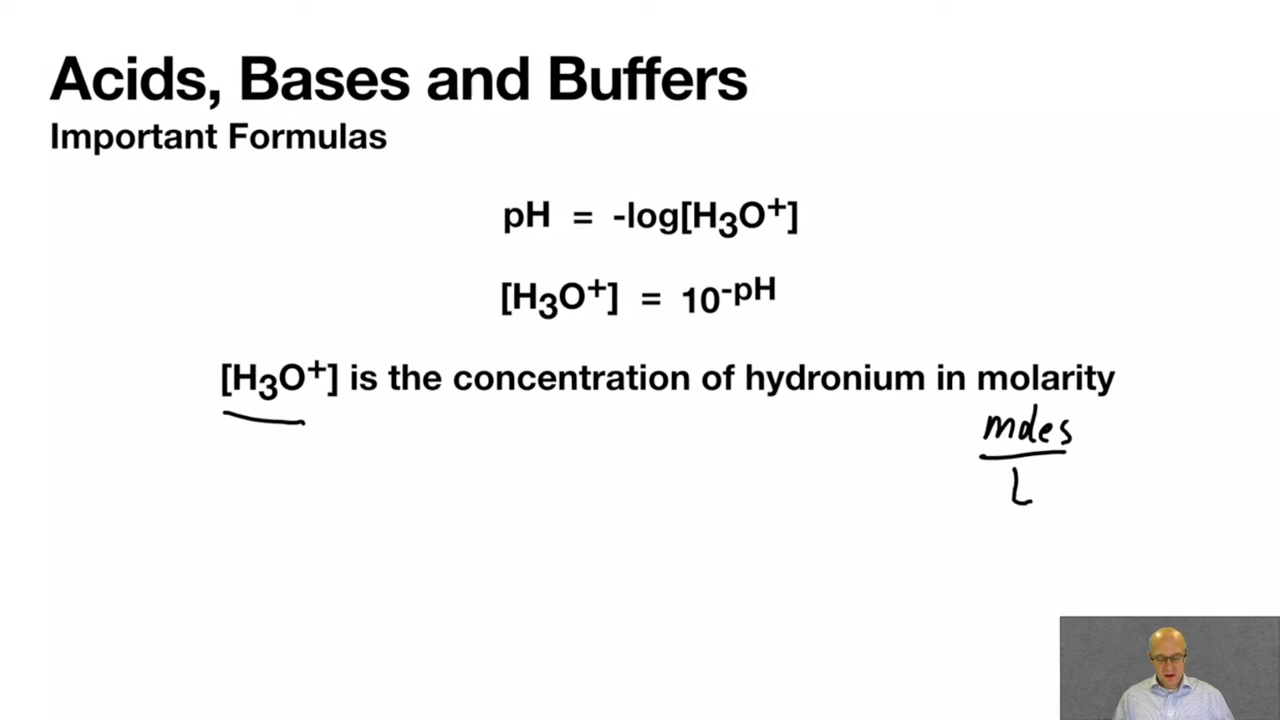 Acids, Bases and Buffers
Important Formulas
pH = -log[H₃O⁺]
[H₃O⁺] = 10⁻ᵖᴴ
[H₃O⁺] is the concentration of hydronium in molarity
moles
L